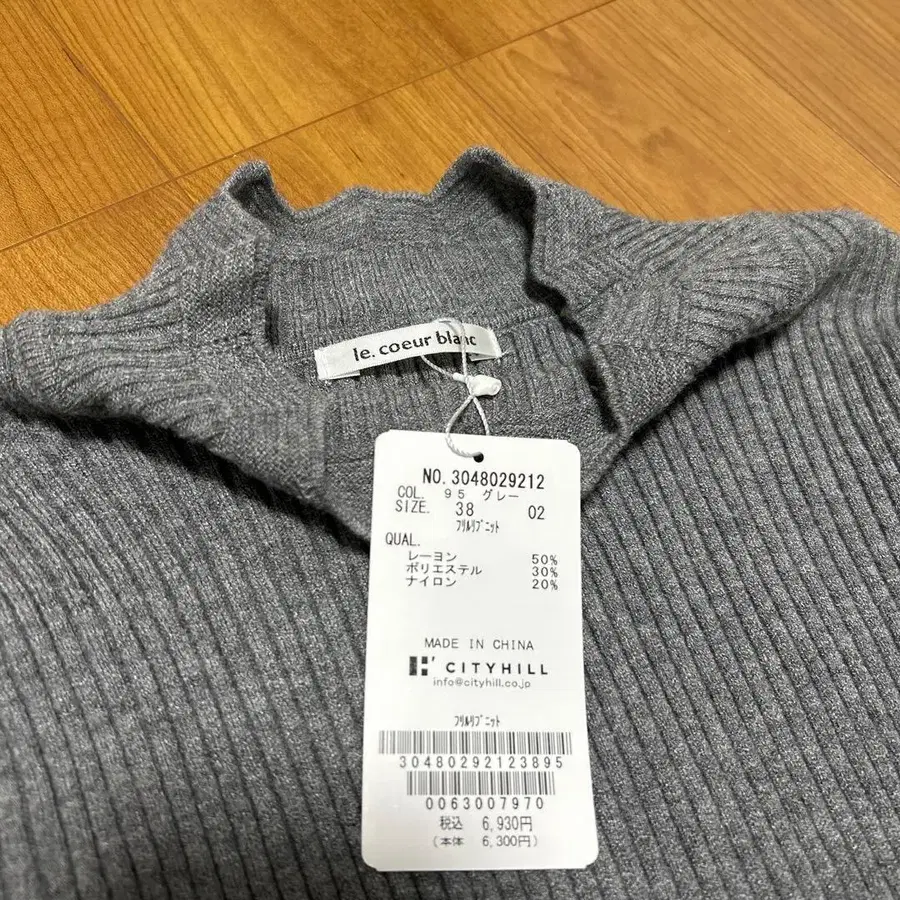 le. coeur blanc
NO. 3048029212
COL. 95 グレー
SIZE. 38 02
ﾌﾘﾙﾘﾌﾞﾆｯﾄ
QUAL.
レーヨン 50%
ポリエステル 30%
ナイロン 20%
MADE IN CHINA
CITYHILL
info@cityhill.co.jp
ﾌﾘﾙﾘﾌﾞﾆｯﾄ
30480292123895
0063007970
税込 6,930円
(本体 6,300円)